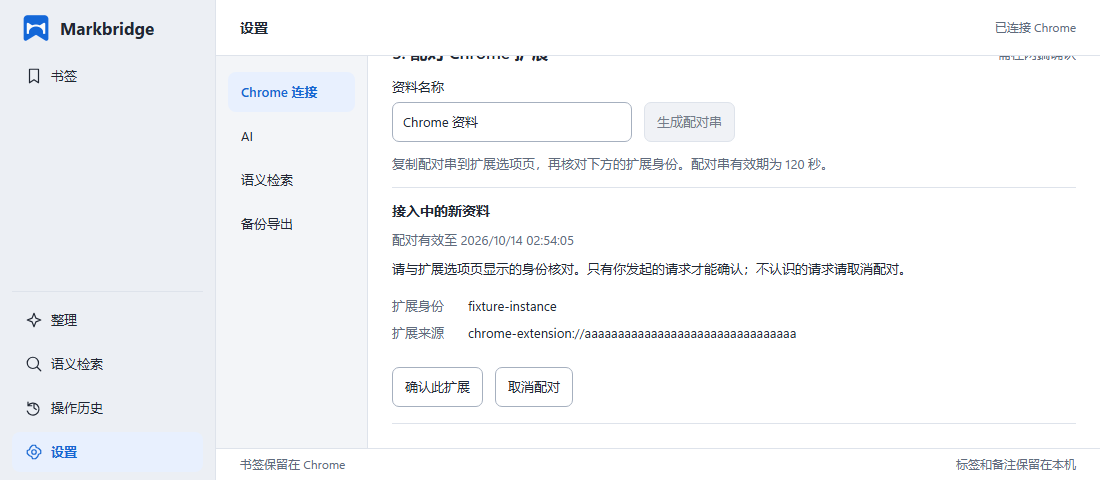 Markbridge
书签
整理
语义检索
操作历史
设置
设置
已连接 Chrome
Chrome 连接
AI
语义检索
备份导出
配对 Chrome 扩展
资料名称
Chrome 资料
生成配对串
复制配对串到扩展选项页，再核对下方的扩展身份。配对串有效期为 120 秒。
接入中的新资料
配对有效至 2026/10/14 02:54:05
请与扩展选项页显示的身份核对。只有你发起的请求才能确认；不认识的请求请取消配对。
扩展身份 fixture-instance
扩展来源 chrome-extension://aaaaaaaaaaaaaaaaaaaaaaaaaaaaaaaa
确认此扩展 取消配对
书签保留在 Chrome
标签和备注保留在本机